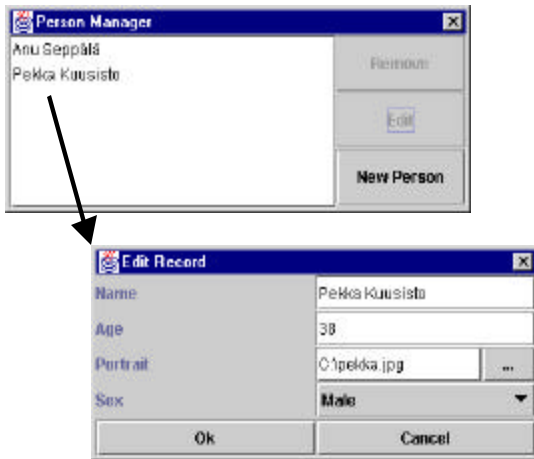 Person Manager
Anu Seppälä
Pekka Kuusisto
Remove
Edit
New Person
Edit Record
Name Pekka Kuusisto
Age 38
Portrait C:\pekka.jpg ...
Sex Male
Ok Cancel